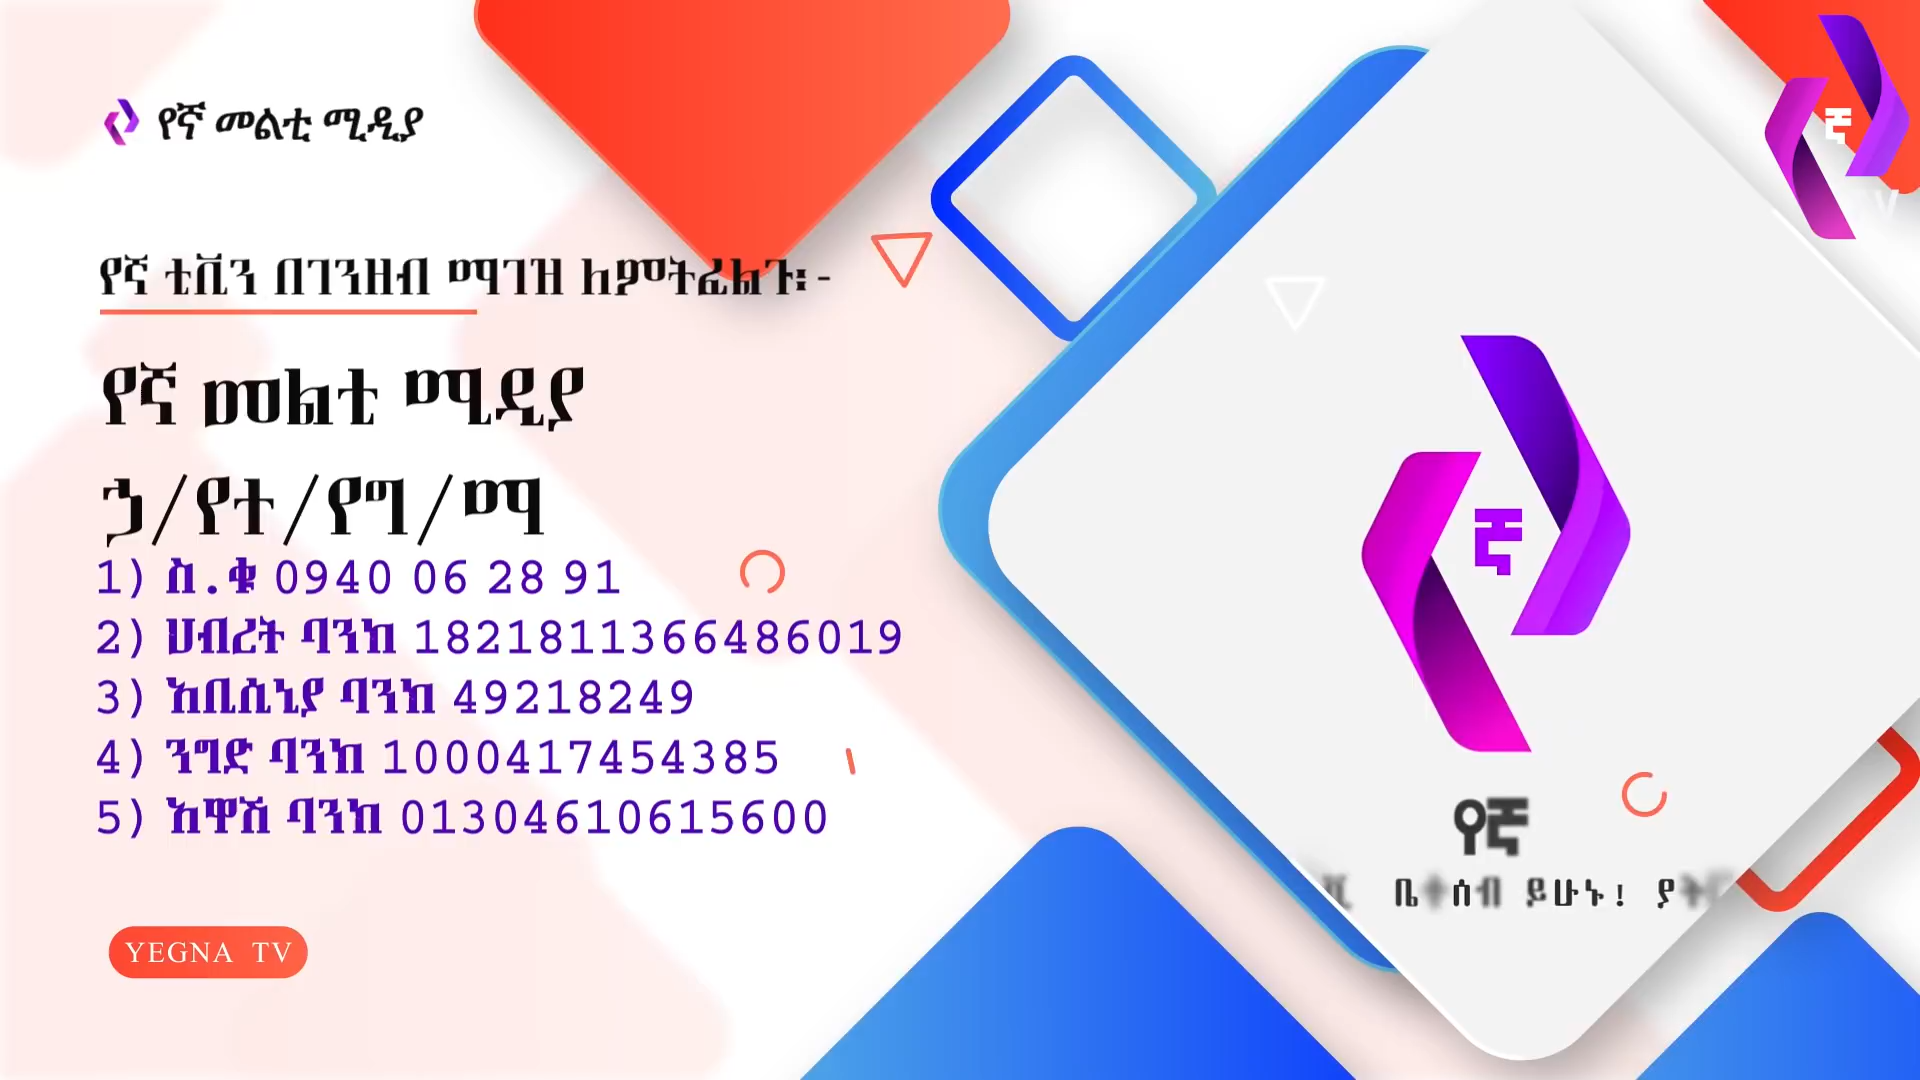 የኛ መልቲ ሚዲያ
የኛ ቲቪን በገንዘብ ማገዝ ለምትፈልጉ፡-
የኛ መልቲ ሚዲያ
ኃ/የተ/የግ/ማ
1) ስ.ቁ 0940 06 28 91
2) ህብረት ባንክ 1821811366486019
3) አቢሲኒያ ባንክ 49218249
4) ንግድ ባንክ 1000417454385
5) አዋሽ ባንክ 01304610615600
YEGNA TV
ኛ
ኛ
የኛ
ቤተሰብ ይሁኑ!